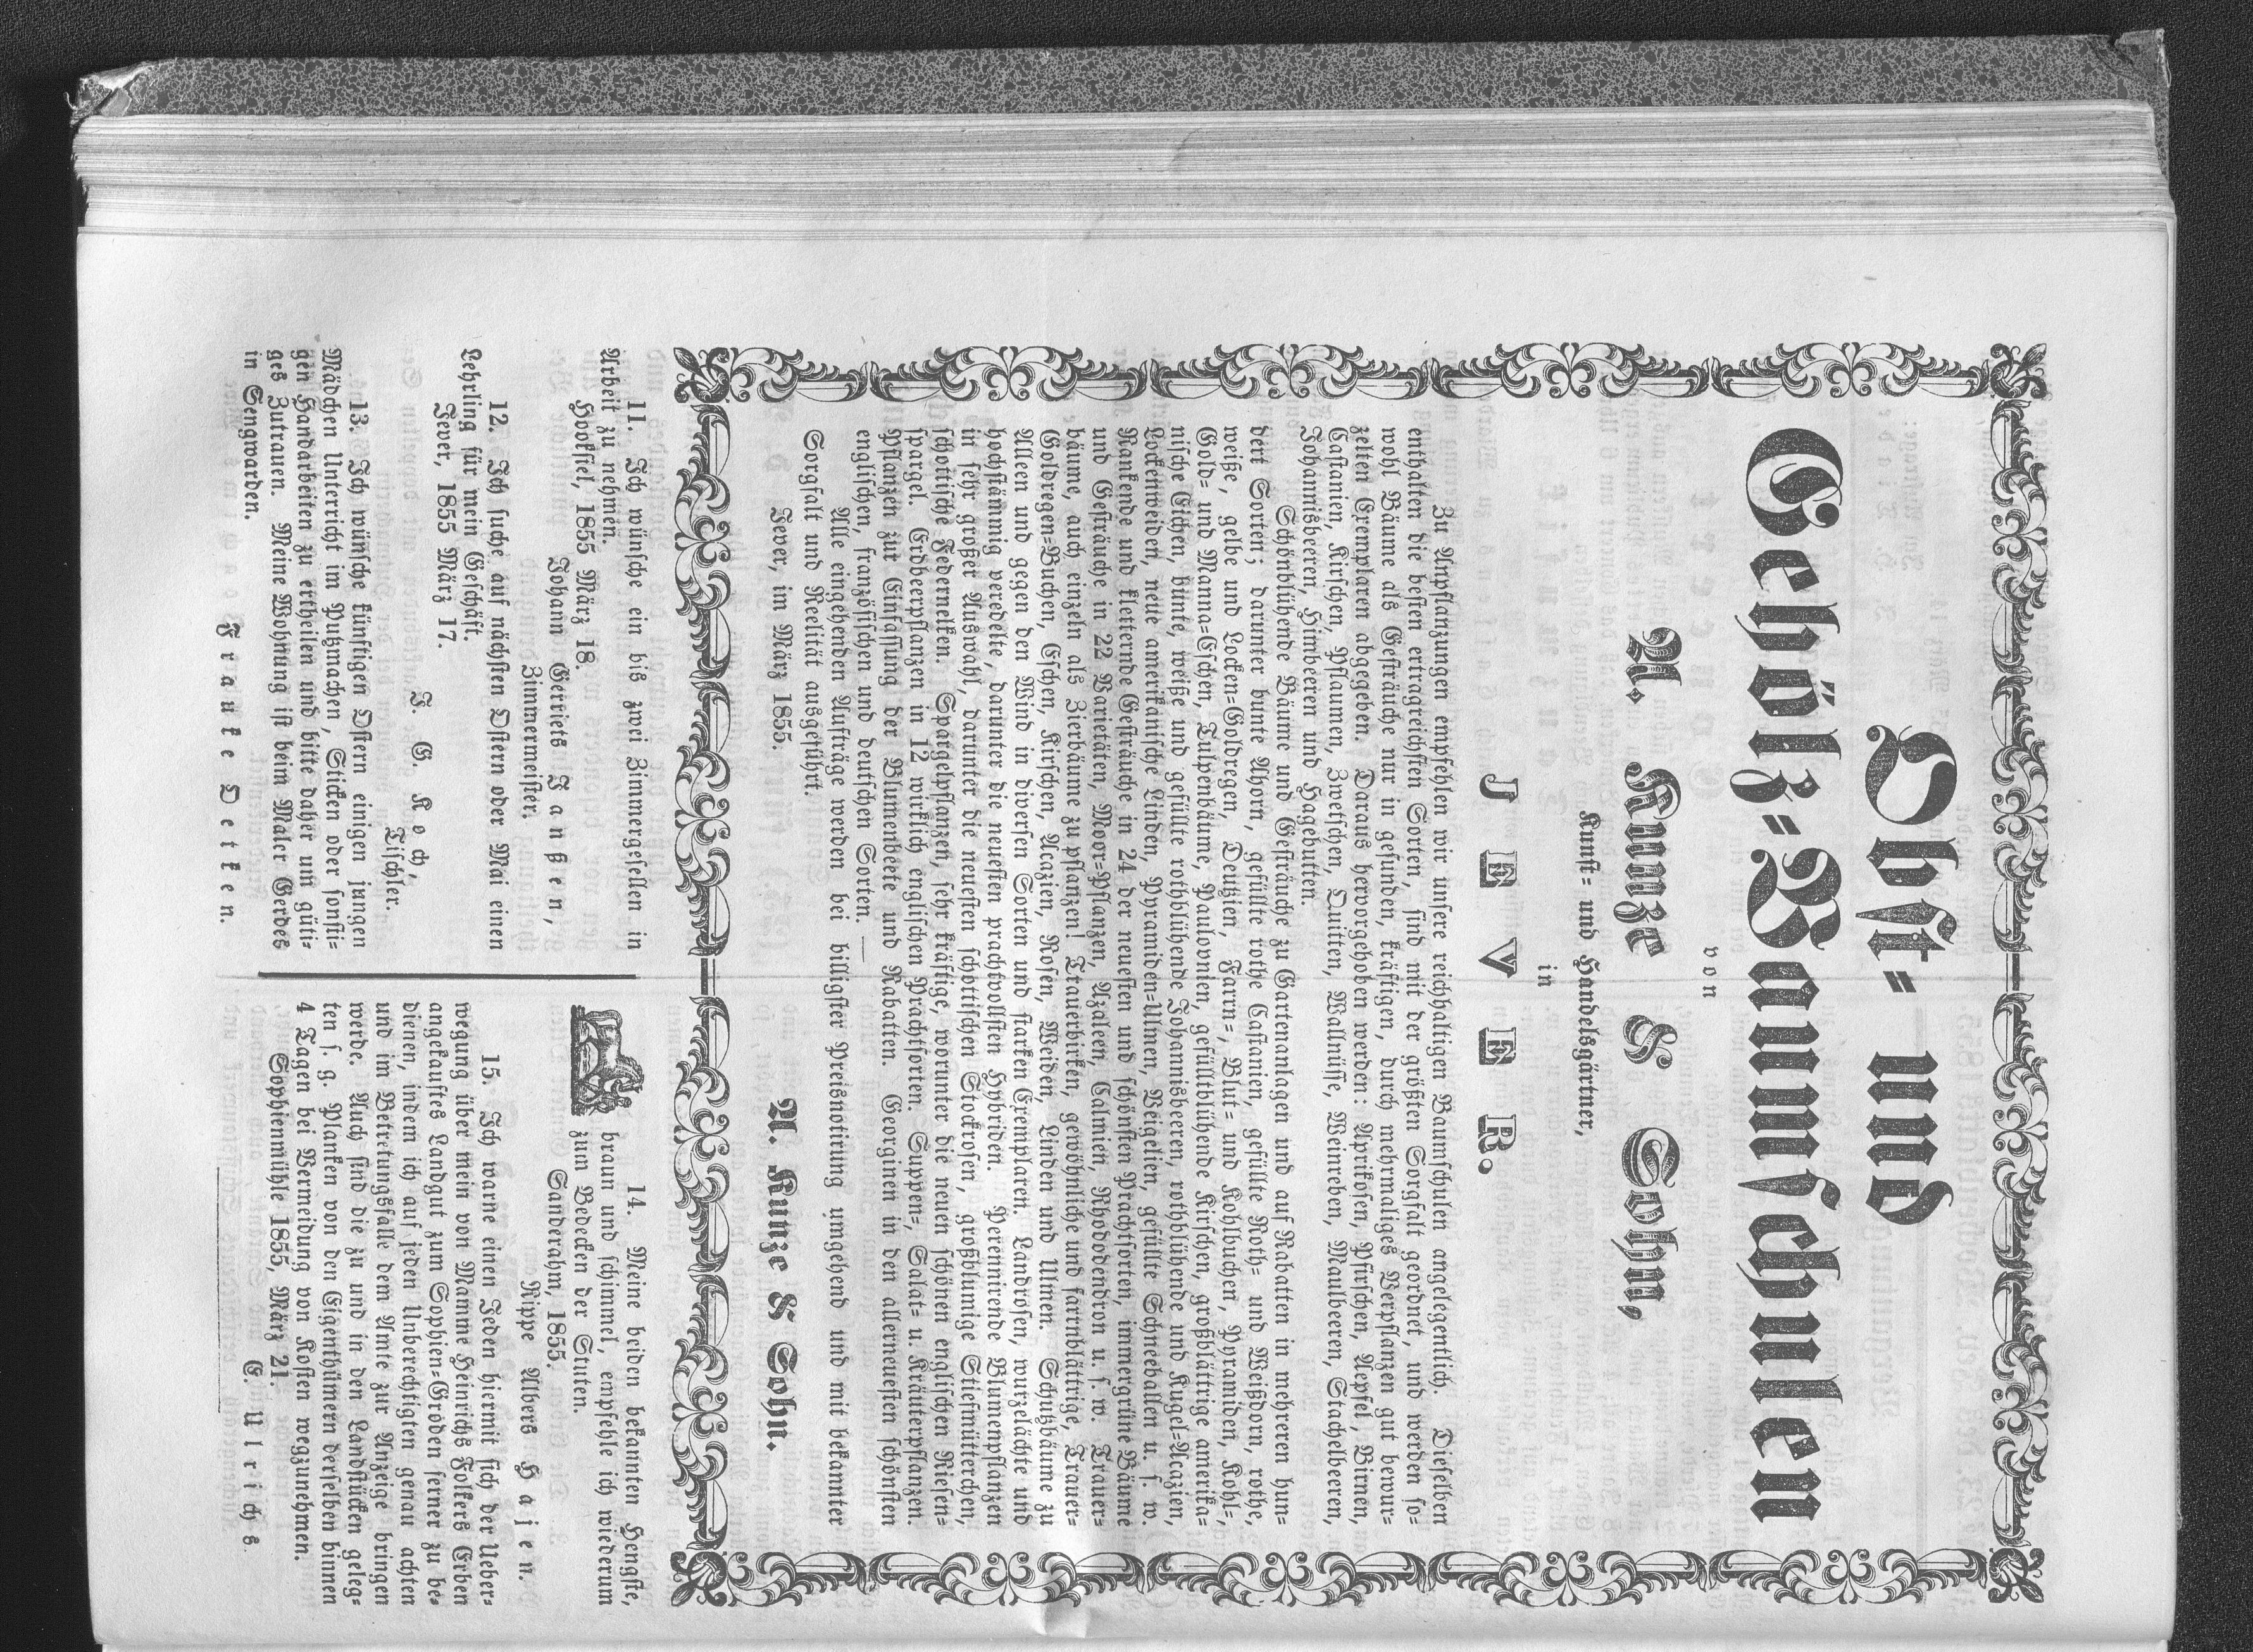 Obst= und
Gehölz=Baumschulen
von
A. Kunze & Sohn,
Kunst= und Handelsgärtner,
in
JEVER.
Zu Anpflanzungen empfehlen wir unsere reichhaltigen Baumschulen angelegentlich. Dieselben
enthalten die besten ertragreichsten Sorten, sind mit der größten Sorgfalt geordnet, und werden so=
wohl Bäume als Gesträuche nur in gesunden, kräftigen, durch mehrmaliges Verpflanzen gut bewur=
zelten Exemplaren abgegeben. Daraus hervorgehoben werden: Aprikosen, Pfirschen, Aepfel, Birnen,
Castanien, Kirschen, Pflaumen, Zwetschen, Quitten, Wallnüsse, Weinreben, Maulbeeren, Stachelbeeren,
Johannisbeeren, Himbeeren und Hagebutten.
Schönblühende Bäume und Gesträuche zu Gartenanlagen und auf Rabatten in mehreren hun=
dert Sorten; darunter bunte Ahorn, gefüllte rothe Castanien, gefüllte Roth= und Weißdorn, rothe,
weiße, gelbe und Locken=Goldregen, Deutzien, Farrn=, Blut= und Kohlbuchen, Pyramiden, Kohl=,
Gold= und Manna=Eschen, Tulpenbäume, Paulovnien, gefülltblühende Kirschen, großblättrige amerika=
nische Eichen, bunte, weiße und gefüllte rothblühende Johannisbeeren, rothblühende und Kugel=Acazien,
Lockenweiden, neue amerikanische Linden, Pyramiden=Ulmen, Weigelien, gefüllte Schneeballen u. s. w.
Rankende und kletternde Gesträuche in 24 der neuesten und schönsten Prachtsorten, immergrüne Bäume
und Gesträuche in 22 Varietäten, Moor=Pflanzen, Azaleen, Calmien, Rhododendron u. s. w. Trauer=
bäume, auch einzeln als Zierbäume zu pflanzen! Trauerbirken, gewöhnliche und farrnblättrige, Trauer=
Goldregen=Buchen, Eschen, Kirschen, Acazien, Rosen, Weiden, Linden und Ulmen. Schutzbäume zu
Alleen und gegen den Wind in diversen Sorten und starken Exemplaren. Landrosen, wurzelächte und
hochstämmig veredelte, darunter die neuesten prachtvollsten Hybriden. Perennirende Blumenpflanzen
in sehr großer Auswahl, darunter die neuesten schottischen Stockrosen, großblumige Stiefmütterchen,
schottische Federnelken. Spargelpflanzen, sehr kräftige, worunter die neuen schönen englischen Riesen=
spargel. Erdbeerpflanzen in 12 wirklich englischen Prachtsorten. Suppen=, Salat= u. Kräuterpflanzen.
Pflanzen zur Einfassung der Blumenbeete und Rabatten. Georginen in den allerneuesten schönsten
englischen, französischen und deutschen Sorten. —
Alle eingehenden Aufträge werden bei billigster Preisnotirung umgehend und mit bekannter
Sorgfalt und Reelität ausgeführt.
Jever, im März 1855.
A. Kunze & Sohn.
11. Ich wünsche ein bis zwei Zimmergesellen in
Arbeit zu nehmen.
Hooksiel, 1855 März 18.
Johann Gerriets Janßen,
Zimmermeister.
12. Ich suche auf nächsten Ostern oder Mai einen
Lehrling für mein Geschäft.
Jever, 1855 März 17.
J. G. Koch,
Tischler.
13. Ich wünsche künftigen Ostern einigen jungen
Mädchen Unterricht im Putzmachen, Sticken oder sonsti=
gen Handarbeiten zu ertheilen und bitte daher um güti=
ges Zutrauen. Meine Wohnung ist beim Maler Gerdes
in Sengwarden.
Frauke Detken.
14. Meine beiden bekannten Hengste,
braun und schimmel, empfehle ich wiederum
zum Bedecken der Stuten.
Sanderahm, 1855.
Rippe Albers Hajen.
15. Ich warne einen Jeden hiermit sich der Ueber=
wegung über mein von Mamme Heinrichs Folkers Erben
angekauftes Landgut zum Sophien=Groden ferner zu be=
dienen, indem ich auf jeden Unberechtigten genau achten
und im Betretungsfalle dem Amte zur Anzeige bringen
werde. Auch sind die zu und in den Landstücken geleg=
ten s. g. Planken von den Eigenthümern derselben binnen
4 Tagen bei Vermeidung von Kosten wegzunehmen.
Sophienmühle 1855, März 21.
C. Ulrichs